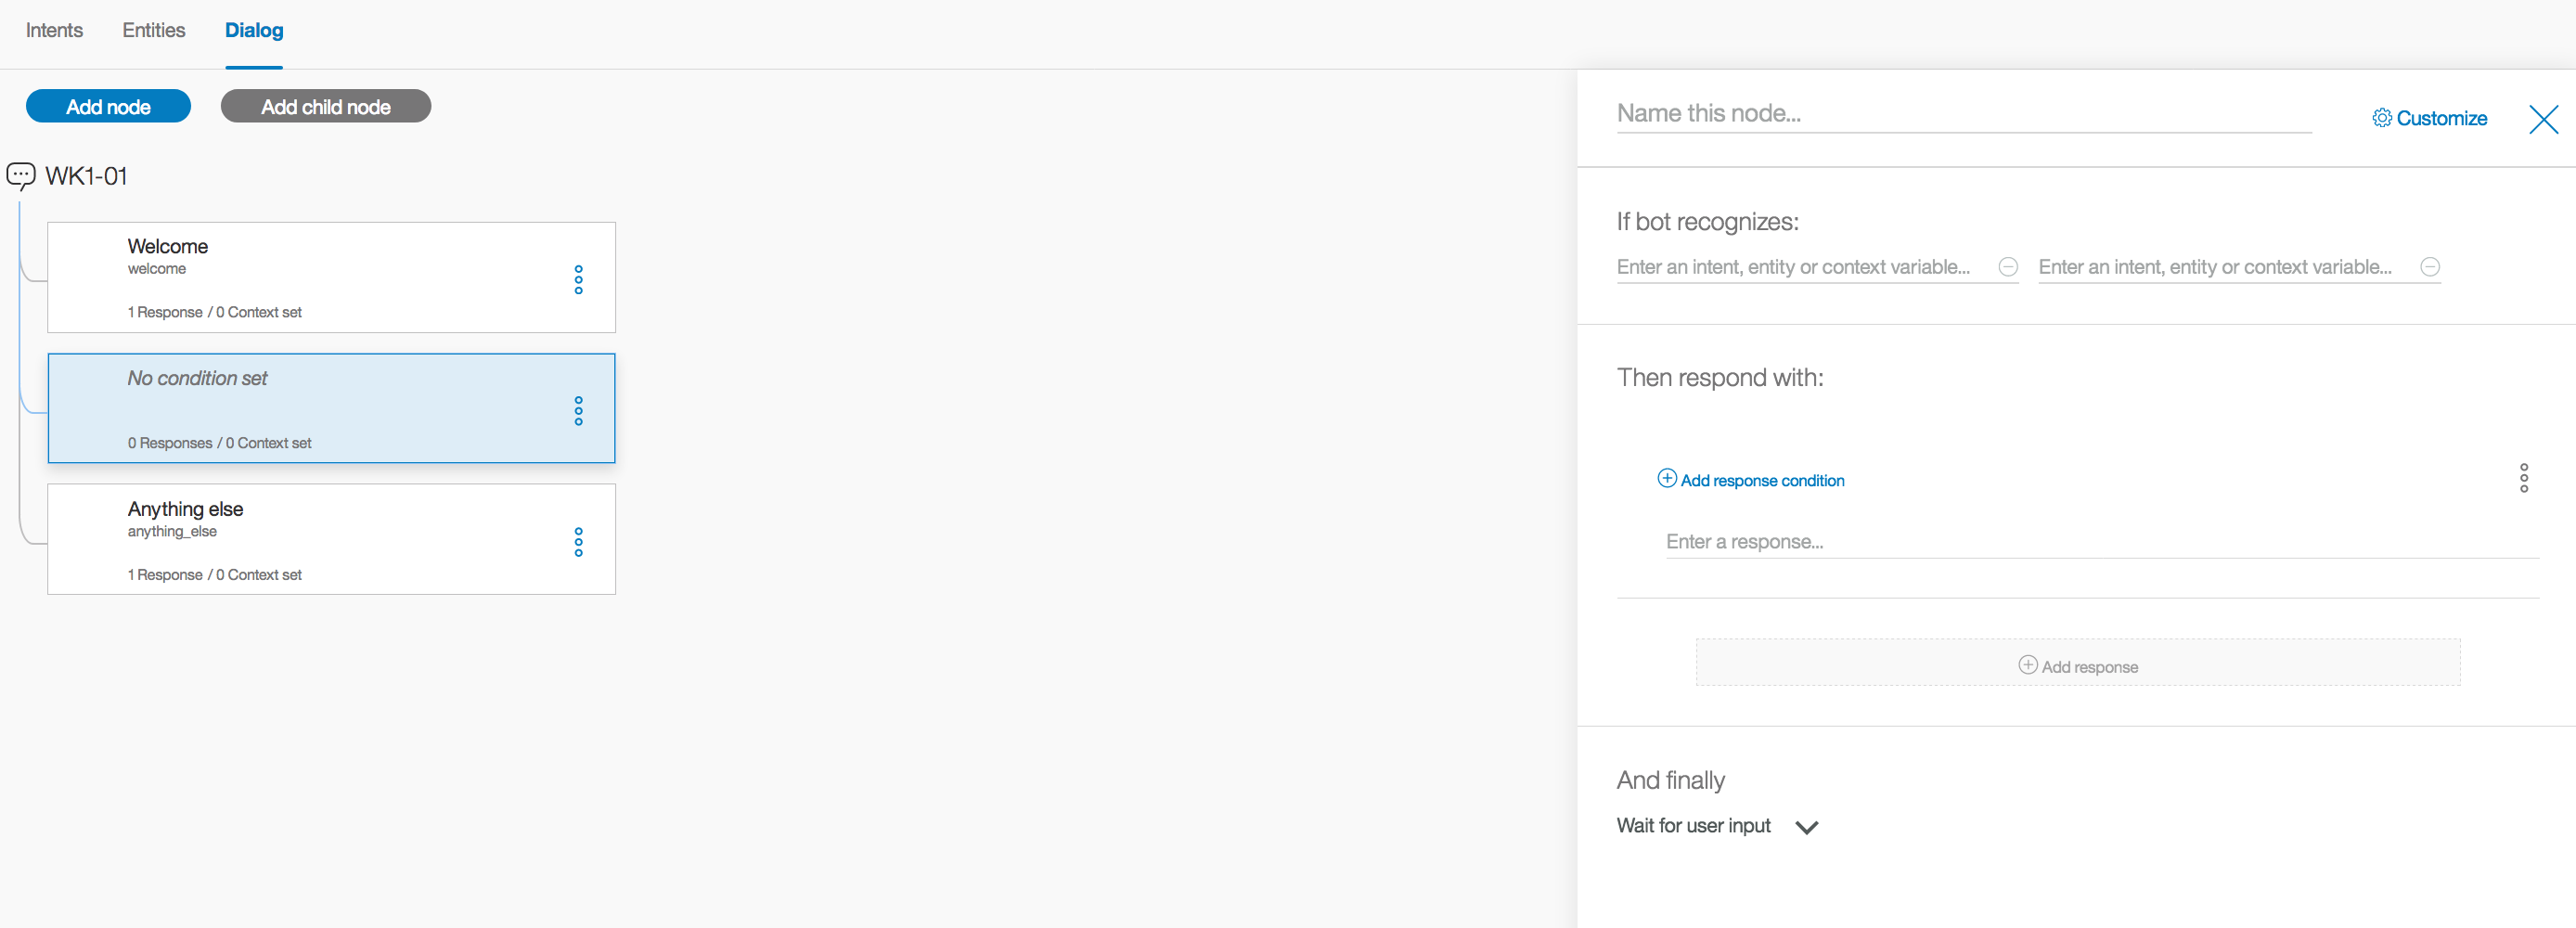 Intents Entities Dialog
Add node Add child node
WK1-01
Welcome
welcome
1 Response / 0 Context set
No condition set
0 Responses / 0 Context set
Anything else
anything_else
1 Response / 0 Context set
Name this node...
Customize
If bot recognizes:
Enter an intent, entity or context variable... Enter an intent, entity or context variable...
Then respond with:
Add response condition
Enter a response...
Add response
And finally
Wait for user input